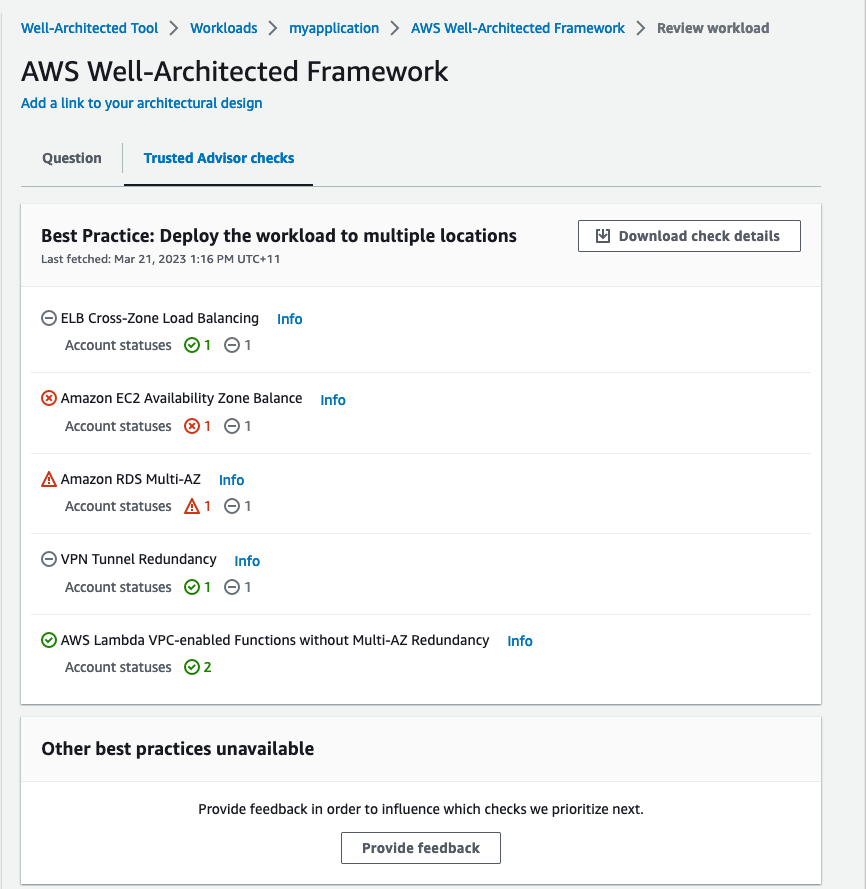 Well-Architected Tool > Workloads > myapplication > AWS Well-Architected Framework > Review workload
AWS Well-Architected Framework
Add a link to your architectural design
Question Trusted Advisor checks
Best Practice: Deploy the workload to multiple locations Download check details
Last fetched: Mar 21, 2023 1:16 PM UTC+11
ELB Cross-Zone Load Balancing Info
Account statuses 1 1
Amazon EC2 Availability Zone Balance Info
Account statuses 1 1
Amazon RDS Multi-AZ Info
Account statuses 1 1
VPN Tunnel Redundancy Info
Account statuses 1 1
AWS Lambda VPC-enabled Functions without Multi-AZ Redundancy Info
Account statuses 2
Other best practices unavailable
Provide feedback in order to influence which checks we prioritize next.
Provide feedback